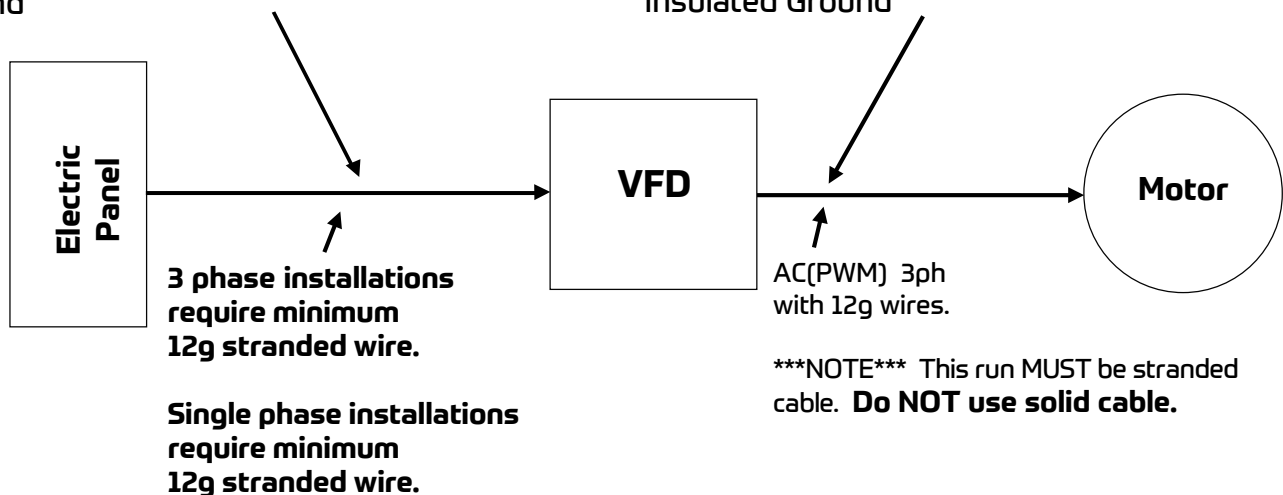 Insulated Ground
Electric
Panel
VFD
Motor
3 phase installations
require minimum
12g stranded wire.
Single phase installations
require minimum
12g stranded wire.
AC(PWM) 3ph
with 12g wires.
***NOTE*** This run MUST be stranded
cable. Do NOT use solid cable.